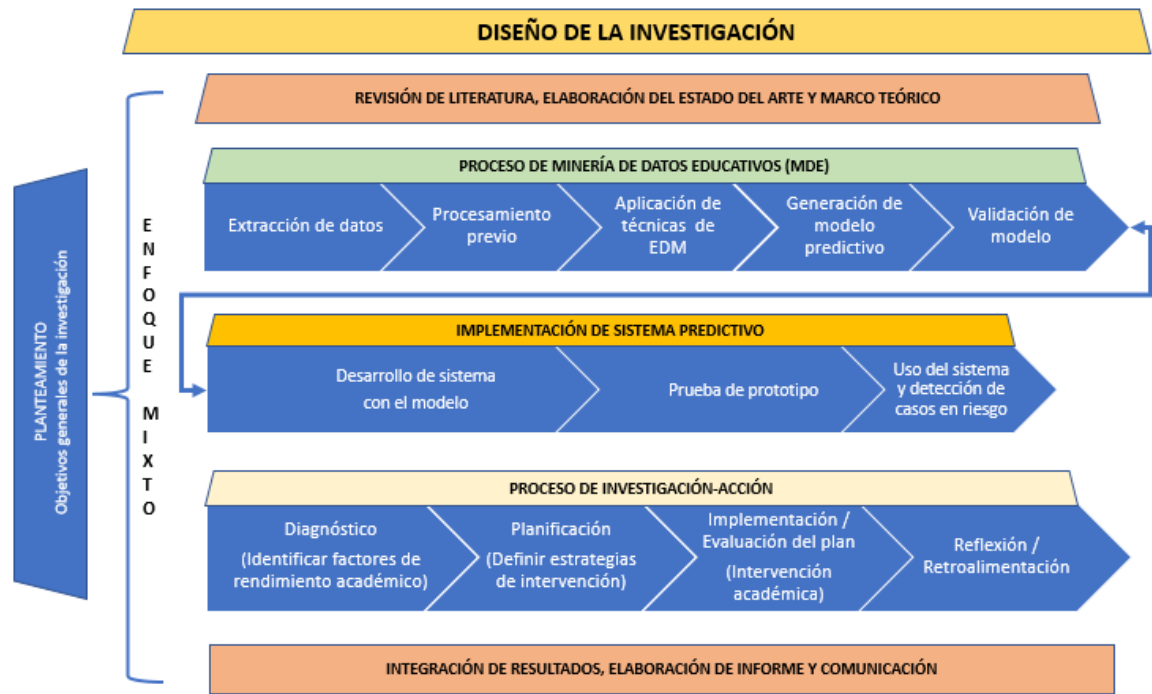 DISEÑO DE LA INVESTIGACIÓN
REVISIÓN DE LITERATURA, ELABORACIÓN DEL ESTADO DEL ARTE Y MARCO TEÓRICO
PLANTEAMIENTO
Objetivos generales de la investigación
ENFOQUE MIXTO
PROCESO DE MINERÍA DE DATOS EDUCATIVOS (MDE)
Extracción de datos
Procesamiento
previo
Aplicación de
técnicas de
EDM
Generación de
modelo
predictivo
Validación de
modelo
IMPLEMENTACIÓN DE SISTEMA PREDICTIVO
Desarrollo de sistema
con el modelo
Prueba de prototipo
Uso del sistema
y detección de
casos en riesgo
PROCESO DE INVESTIGACIÓN-ACCIÓN
Diagnóstico
(Identificar factores de
rendimiento académico)
Planificación
(Definir estrategias
de intervención)
Implementación /
Evaluación del plan
(Intervención
académica)
Reflexión /
Retroalimentación
INTEGRACIÓN DE RESULTADOS, ELABORACIÓN DE INFORME Y COMUNICACIÓN